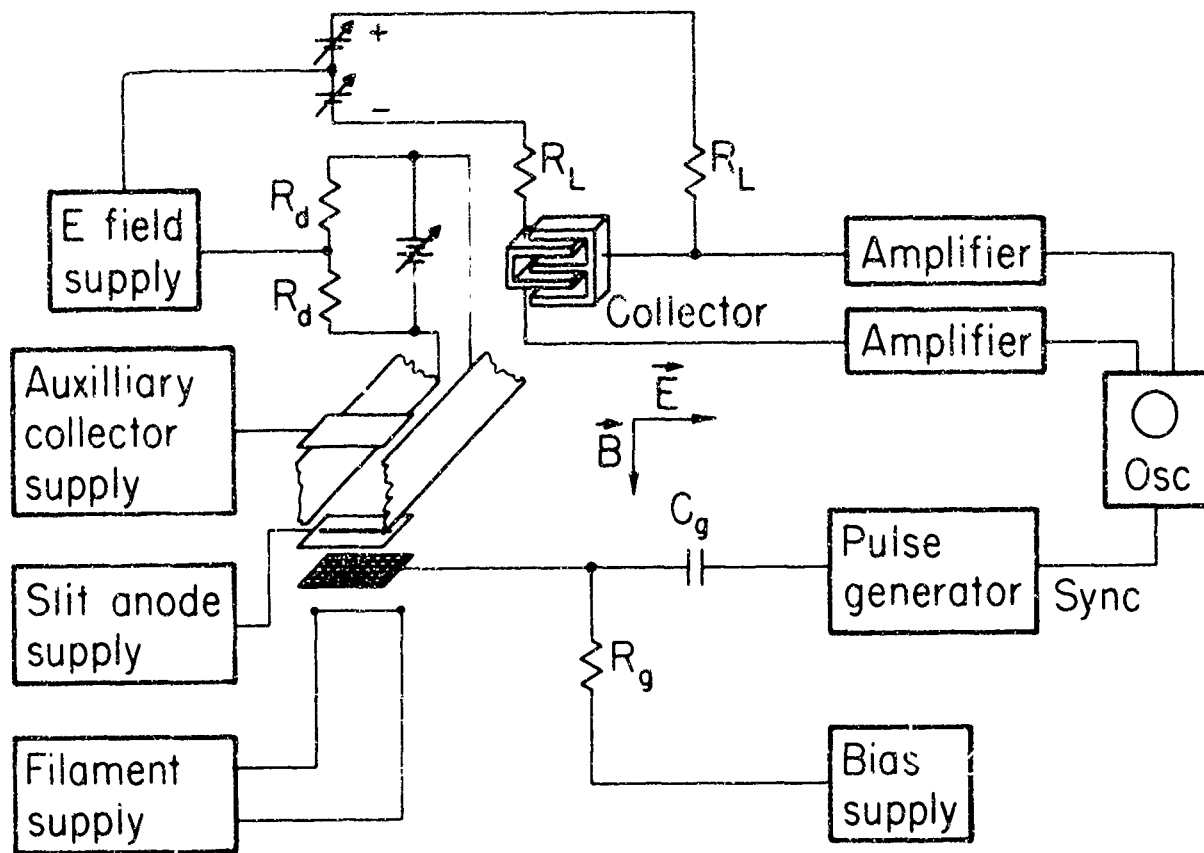 +
-
R_L
R_L
R_d
R_d
E field
supply
Collector
Amplifier
Amplifier
Auxilliary
collector
supply
E
B
Osc
C_g
Pulse
generator
Sync
Slit anode
supply
R_g
Filament
supply
Bias
supply